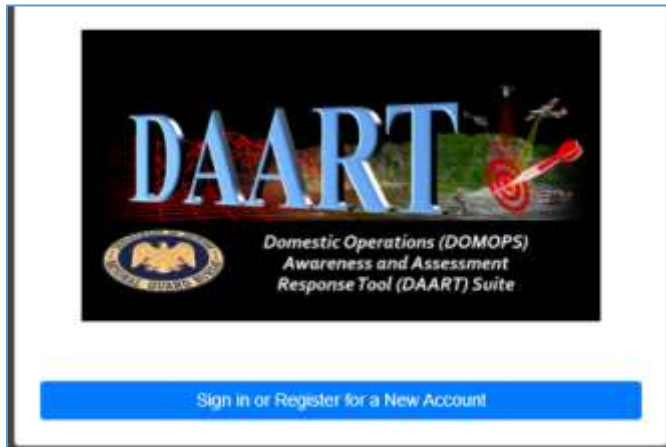 DAART
Domestic Operations (DOMOPS)
Awareness and Assessment
Response Tool (DAART) Suite
Sign in or Register for a New Account